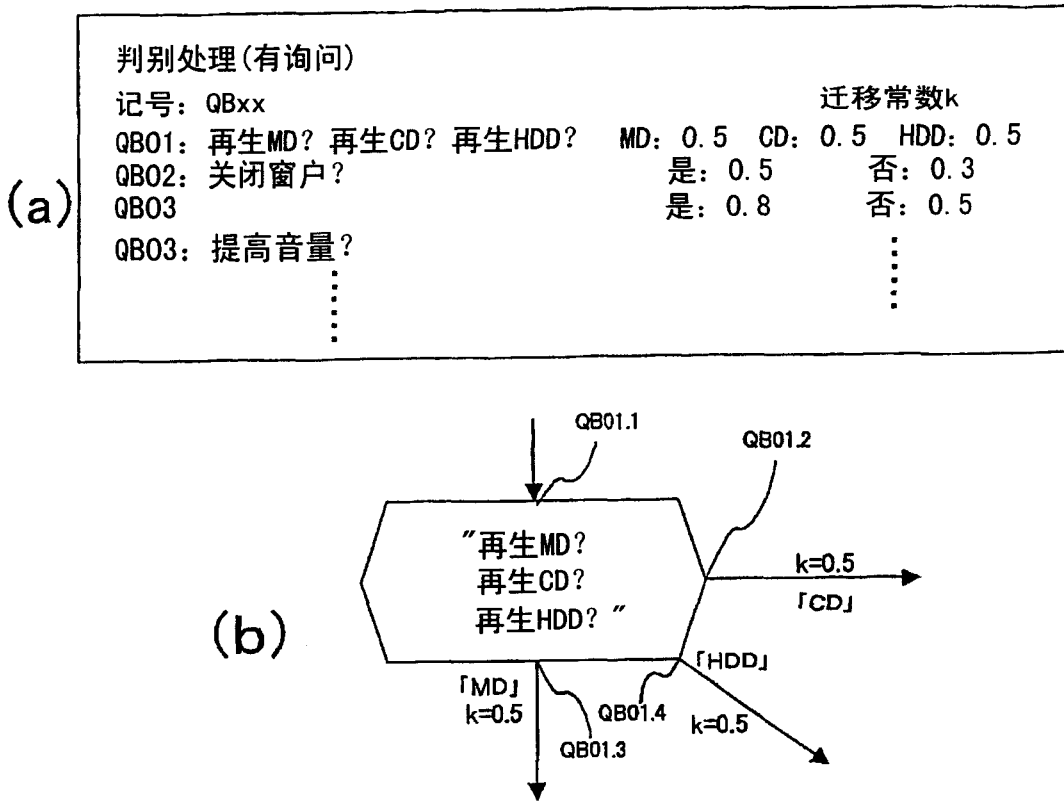 (a)
判别处理(有询问)
记号: QBxx 迁移常数k
QB01: 再生MD? 再生CD? 再生HDD? MD: 0.5 CD: 0.5 HDD: 0.5
QB02: 关闭窗户? 是: 0.5 否: 0.3
QB03 是: 0.8 否: 0.5
QB03: 提高音量?
(b)
QB01.1
QB01.2
"再生MD?
再生CD?
再生HDD?"
k=0.5
「CD」
「HDD」
k=0.5
「MD」
k=0.5
QB01.4
QB01.3